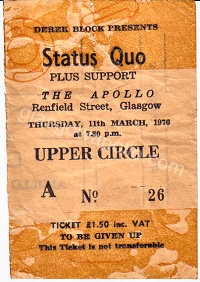 DEREK BLOCK PRESENTS
Status Quo
PLUS SUPPORT
THE APOLLO
Renfield Street, Glasgow
THURSDAY, 11th MARCH, 1976
at 7.30 p.m.
UPPER CIRCLE
A No 26
TICKET £1.50 inc. VAT
TO BE GIVEN UP
This Ticket is not transferable